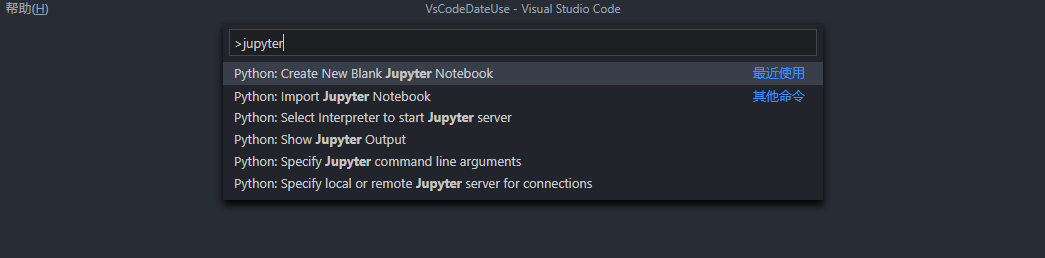 帮助(H) VsCodeDateUse - Visual Studio Code
>jupyter
Python: Create New Blank Jupyter Notebook 最近使用
Python: Import Jupyter Notebook 其他命令
Python: Select Interpreter to start Jupyter server
Python: Show Jupyter Output
Python: Specify Jupyter command line arguments
Python: Specify local or remote Jupyter server for connections